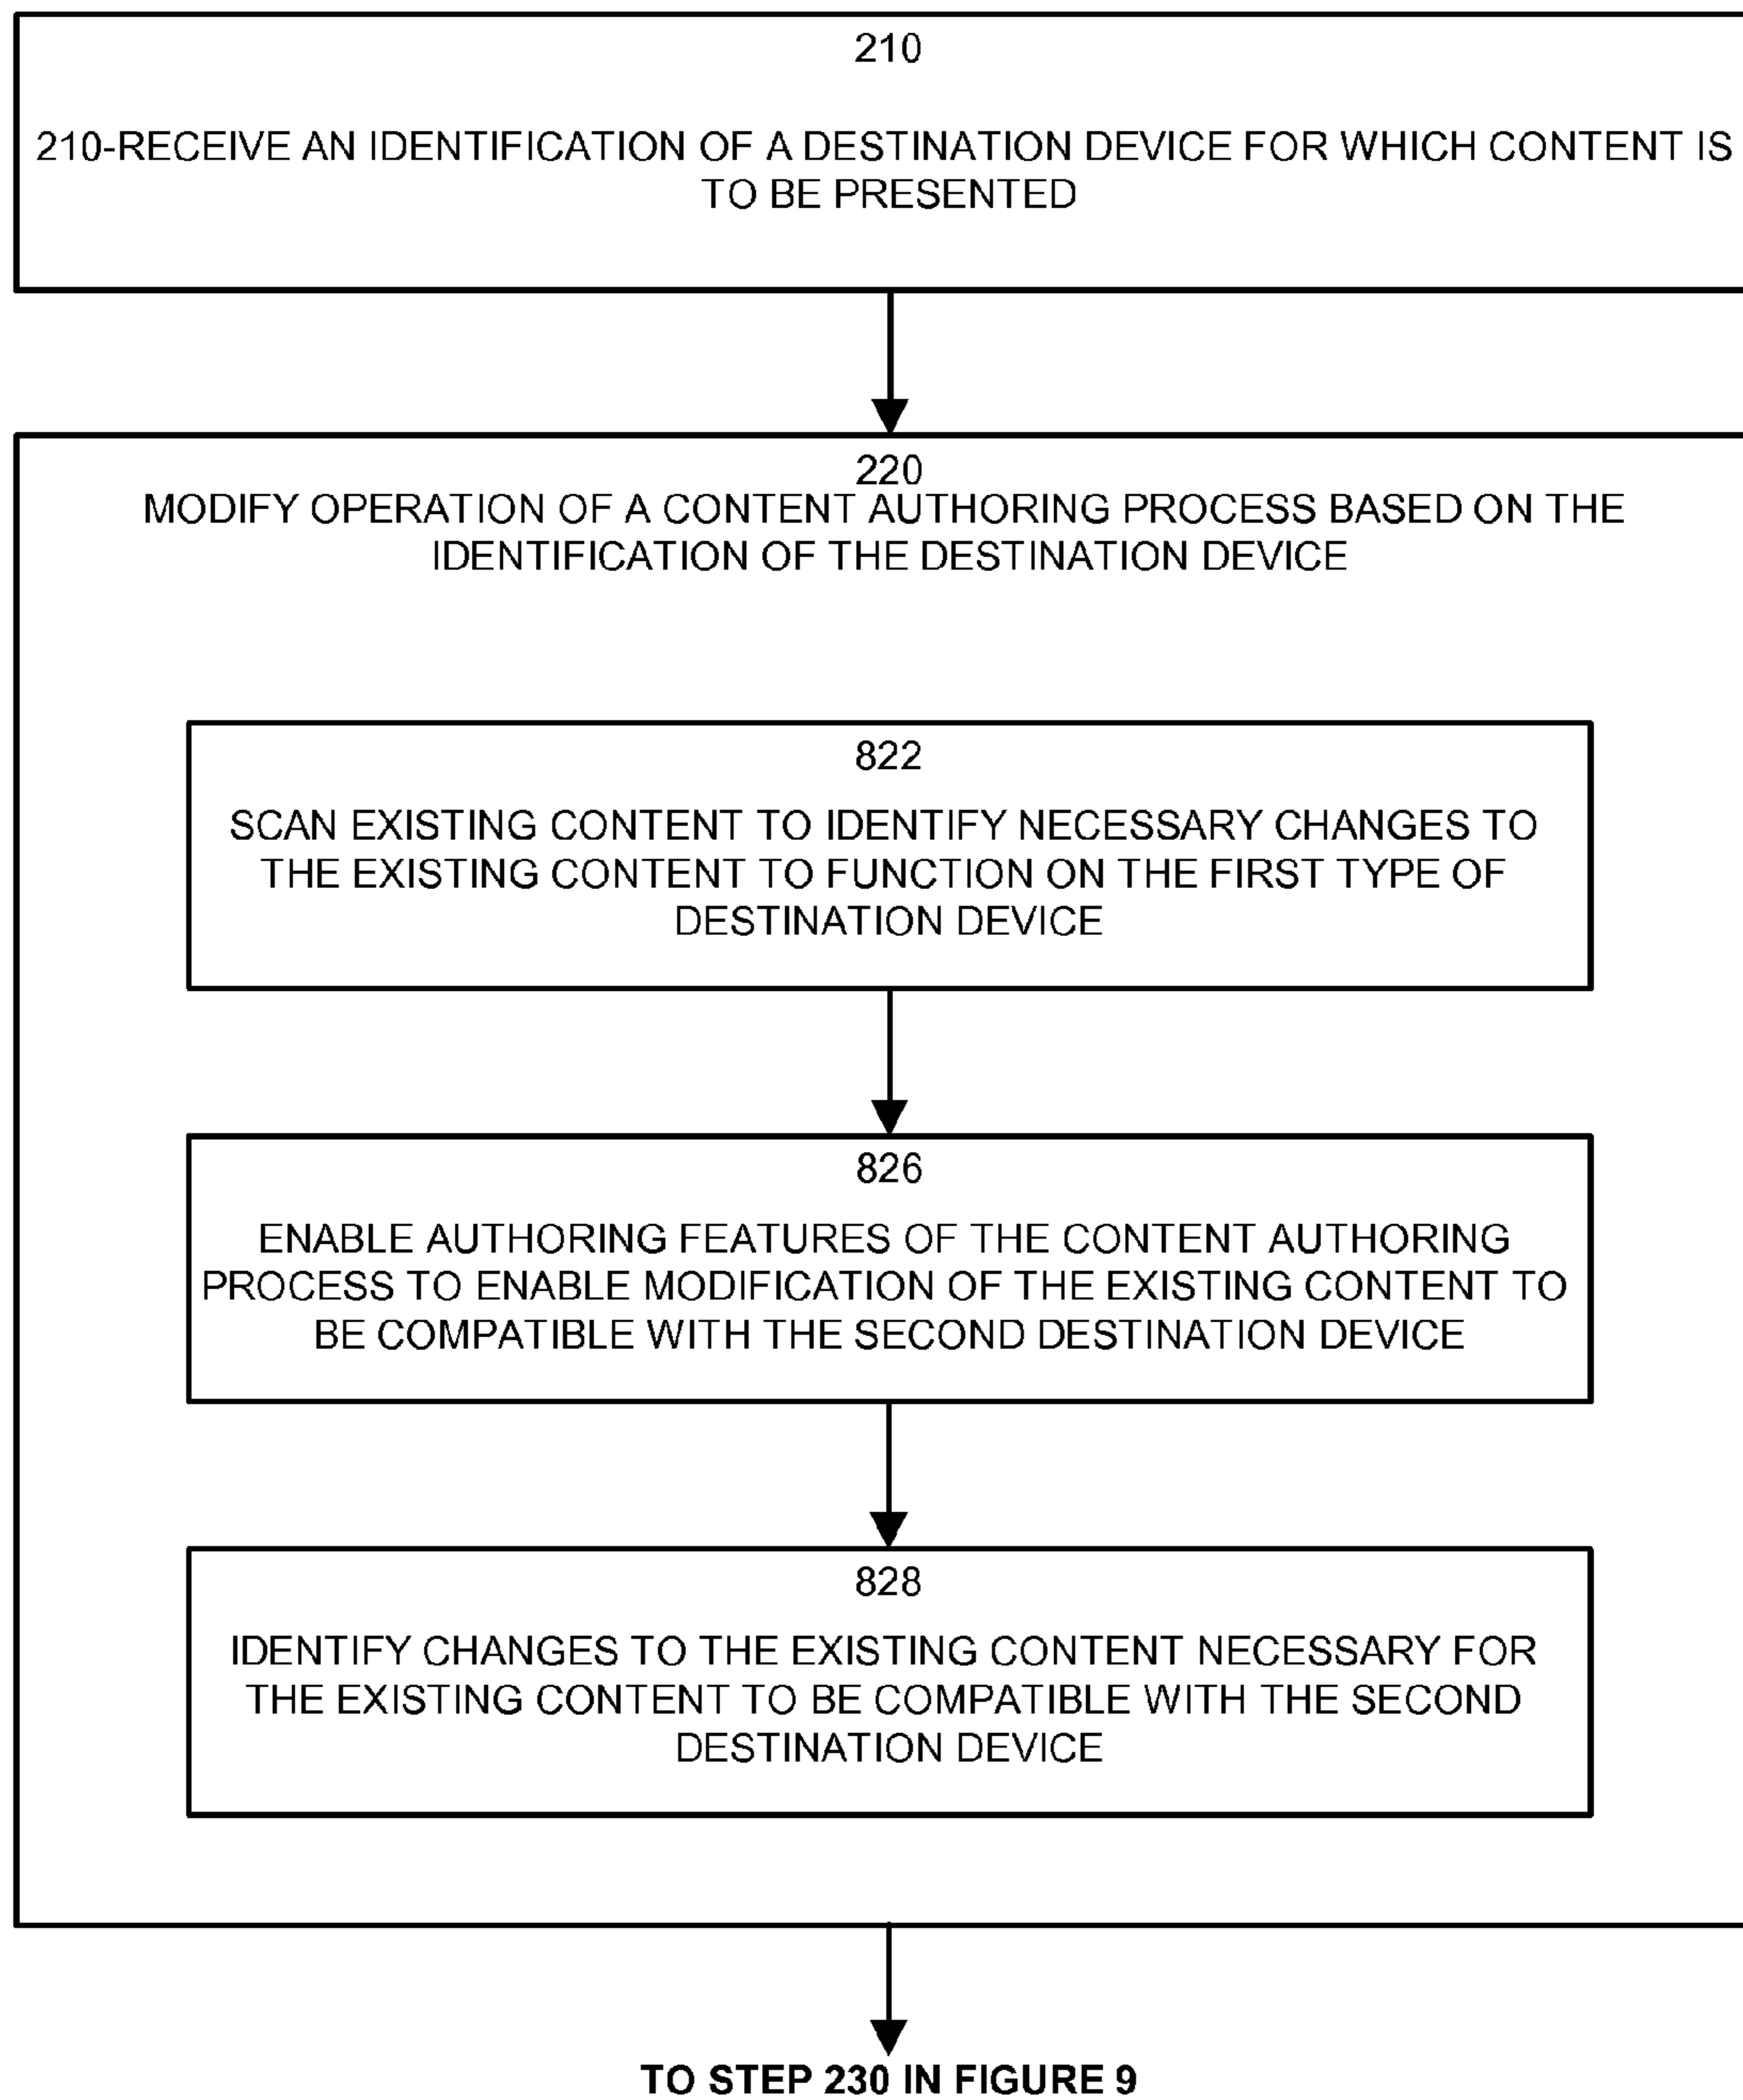 210
210-RECEIVE AN IDENTIFICATION OF A DESTINATION DEVICE FOR WHICH CONTENT IS
TO BE PRESENTED
220
MODIFY OPERATION OF A CONTENT AUTHORING PROCESS BASED ON THE
IDENTIFICATION OF THE DESTINATION DEVICE
822
SCAN EXISTING CONTENT TO IDENTIFY NECESSARY CHANGES TO
THE EXISTING CONTENT TO FUNCTION ON THE FIRST TYPE OF
DESTINATION DEVICE
826
ENABLE AUTHORING FEATURES OF THE CONTENT AUTHORING
PROCESS TO ENABLE MODIFICATION OF THE EXISTING CONTENT TO
BE COMPATIBLE WITH THE SECOND DESTINATION DEVICE
828
IDENTIFY CHANGES TO THE EXISTING CONTENT NECESSARY FOR
THE EXISTING CONTENT TO BE COMPATIBLE WITH THE SECOND
DESTINATION DEVICE
TO STEP 230 IN FIGURE 9